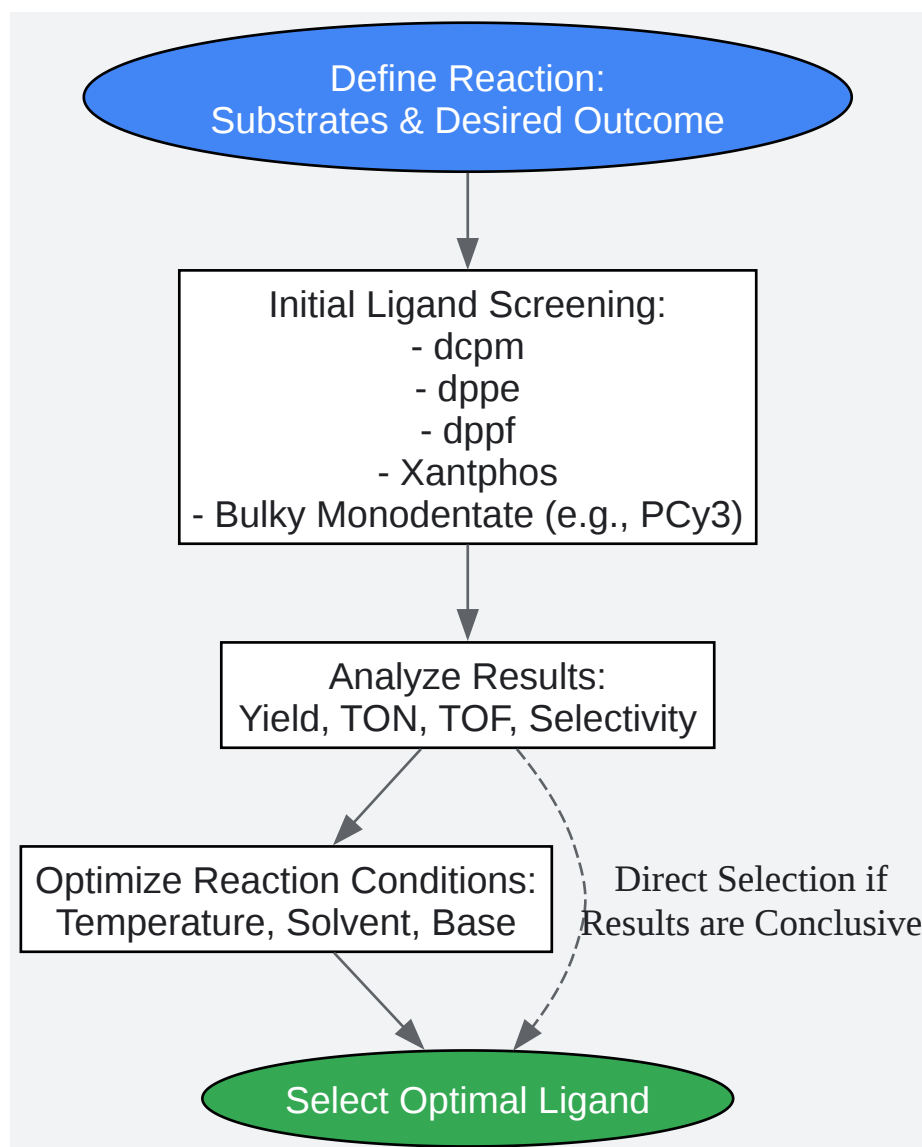 Define Reaction:
Substrates & Desired Outcome
Initial Ligand Screening:
- dcpm
- dppe
- dppf
- Xantphos
- Bulky Monodentate (e.g., PCy3)
Analyze Results:
Yield, TON, TOF, Selectivity
Optimize Reaction Conditions:
Temperature, Solvent, Base
Direct Selection if
Results are Conclusive
Select Optimal Ligand